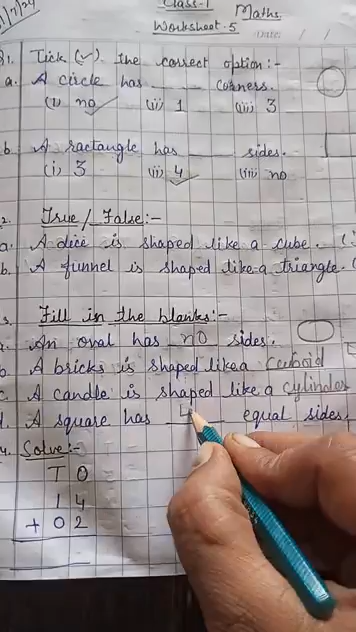 Class-1 Maths
Worksheet-5
Date
Q1. Tick (✓) the correct option:-
a. A circle has ____ corners.
(i) no ✓ (ii) 1 (iii) 3
b A ractangle has ____ sides.
(i) 3 (ii) 4 ✓ (iii) no
2. True/False:-
a. A dice is shaped like a cube. (
b. A funnel is shaped like a triangle. (
3. Fill in the blanks:-
a. An oval has no sides.
b A bricks is shaped like a Cuboid
c A candle is shaped like a Cylinder
d. A square has 4 equal sides.
4. Solve:-
T O
1 4
+ 0 2